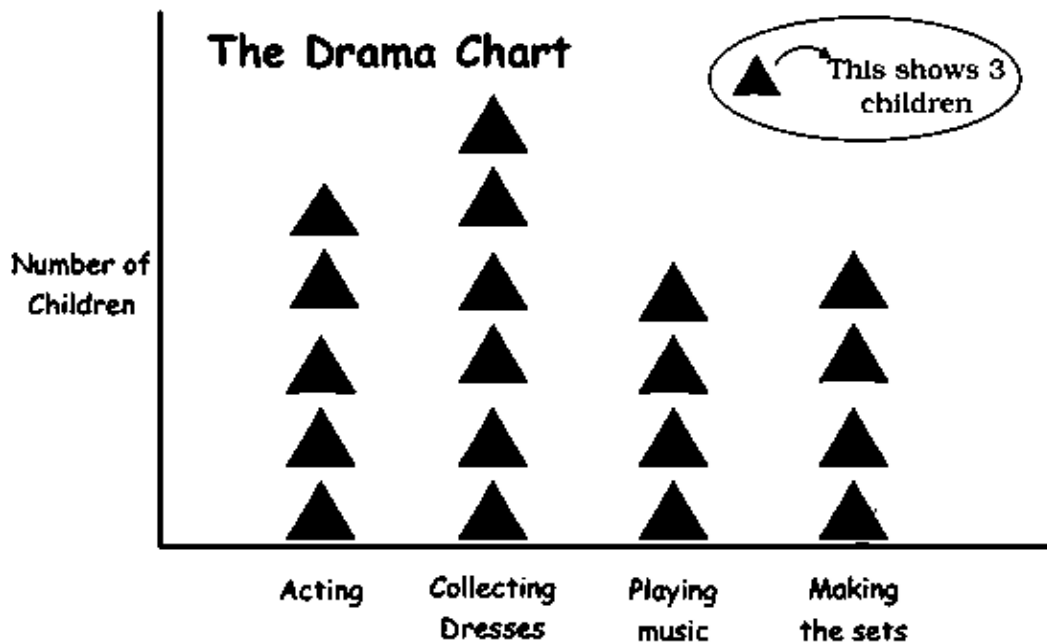 The Drama Chart
This shows 3
children
Number of
Children
Acting
Collecting
Dresses
Playing
music
Making
the sets